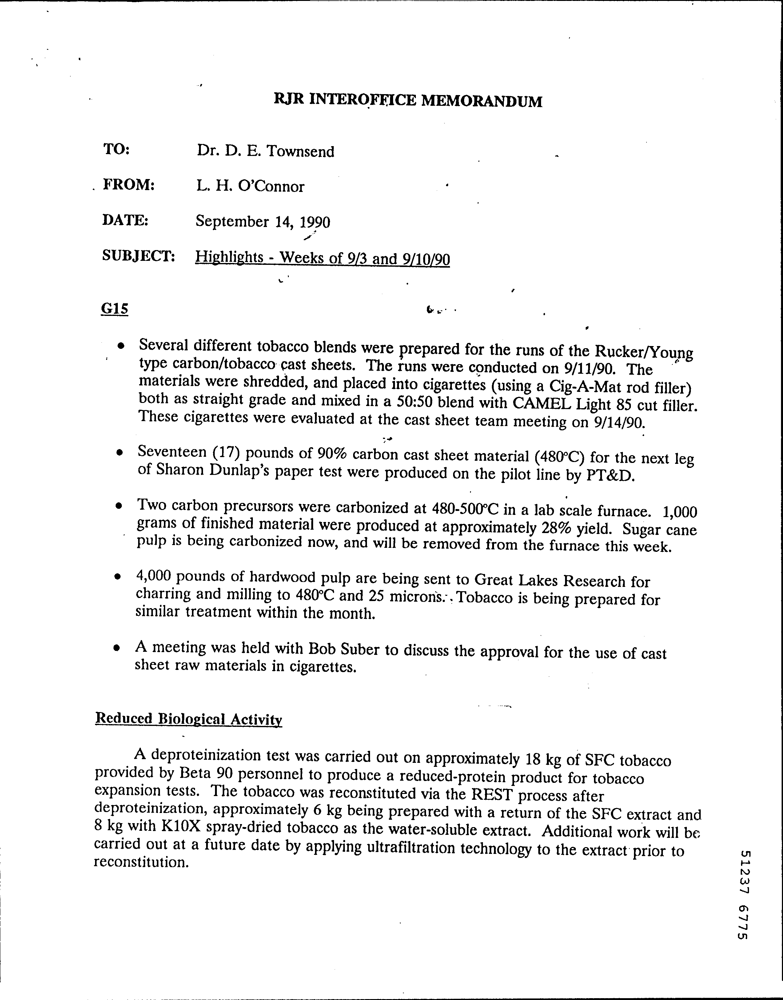 RJR INTEROFFICE MEMORANDUM
TO: Dr. D. E. Townsend
FROM: L. H. O'Connor
DATE: September 14, 1990
SUBJECT: Highlights - Weeks of 9/3 and 9/10/90
G15
• Several different tobacco blends were prepared for the runs of the Rucker/Young
type carbon/tobacco cast sheets. The runs were conducted on 9/11/90. The
materials were shredded, and placed into cigarettes (using a Cig-A-Mat rod filler)
both as straight grade and mixed in a 50:50 blend with CAMEL Light 85 cut filler.
These cigarettes were evaluated at the cast sheet team meeting on 9/14/90.
• Seventeen (17) pounds of 90% carbon cast sheet material (480°C) for the next leg
of Sharon Dunlap's paper test were produced on the pilot line by PT&D.
• Two carbon precursors were carbonized at 480-500°C in a lab scale furnace. 1,000
grams of finished material were produced at approximately 28% yield. Sugar cane
pulp is being carbonized now, and will be removed from the furnace this week.
• 4,000 pounds of hardwood pulp are being sent to Great Lakes Research for
charring and milling to 480°C and 25 microns. Tobacco is being prepared for
similar treatment within the month.
• A meeting was held with Bob Suber to discuss the approval for the use of cast
sheet raw materials in cigarettes.
Reduced Biological Activity
A deproteinization test was carried out on approximately 18 kg of SFC tobacco
provided by Beta 90 personnel to produce a reduced-protein product for tobacco
expansion tests. The tobacco was reconstituted via the REST process after
deproteinization, approximately 6 kg being prepared with a return of the SFC extract and
8 kg with K10X spray-dried tobacco as the water-soluble extract. Additional work will be
carried out at a future date by applying ultrafiltration technology to the extract prior to
reconstitution.
51237 6775